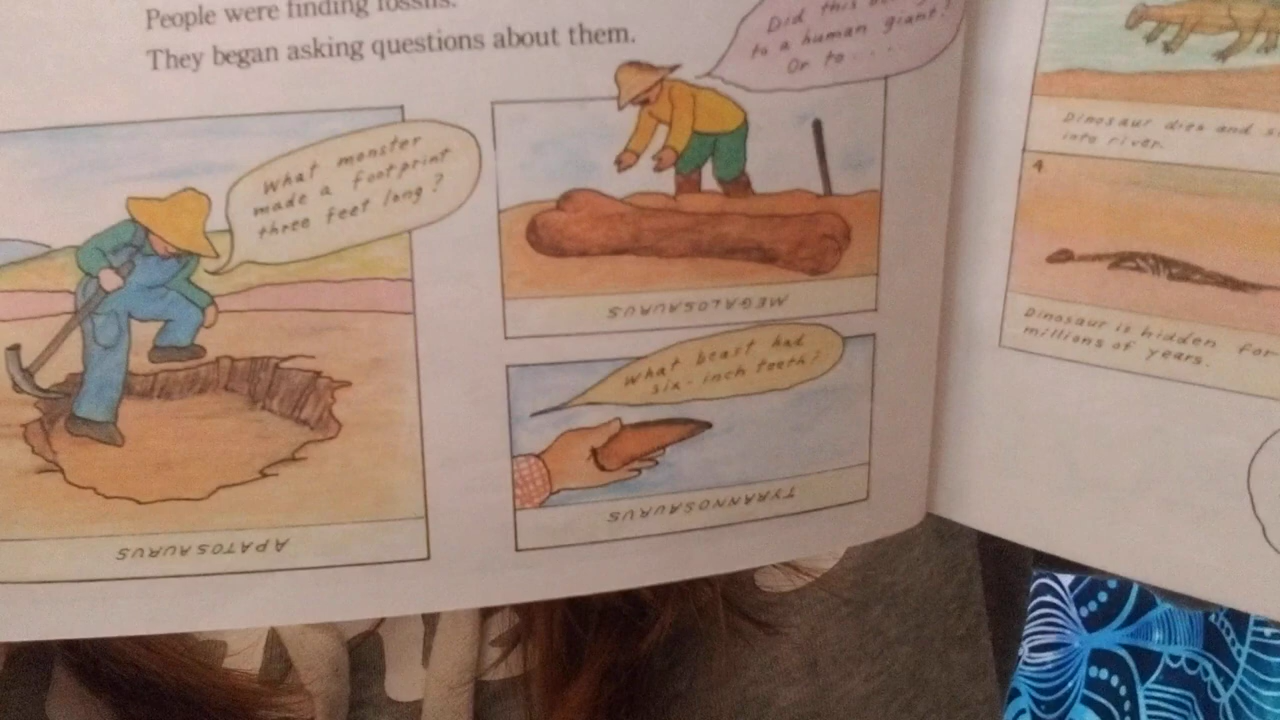 People were finding fossils.
They began asking questions about them.
What monster
made a footprint
three feet long?
APATOSAURUS
Did this
to a human giant?
Or to...
MEGALOSAURUS
What beast had
six-inch teeth?
TYRANNOSAURUS
Dinosaur dies and
into river.
4
Dinosaur is hidden for
millions of years.